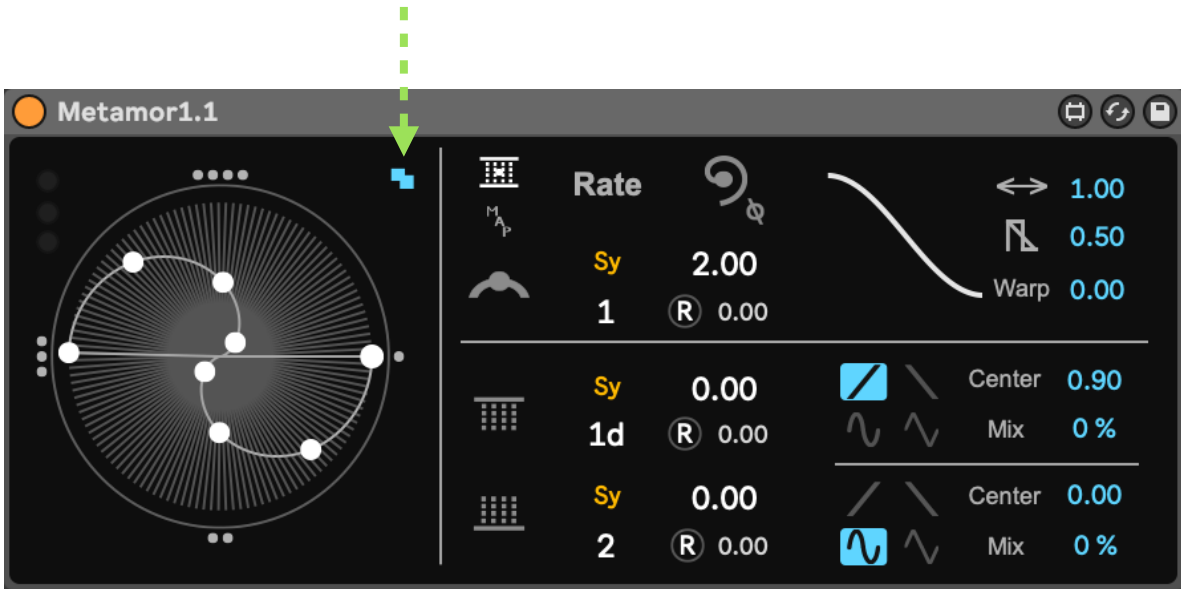 Metamor1.1
Rate
1.00
MAP
0.50
Sy 2.00
Warp 0.00
1 R 0.00
Sy 0.00
Center 0.90
1d R 0.00
Mix 0 %
Sy 0.00
Center 0.00
2 R 0.00
Mix 0 %